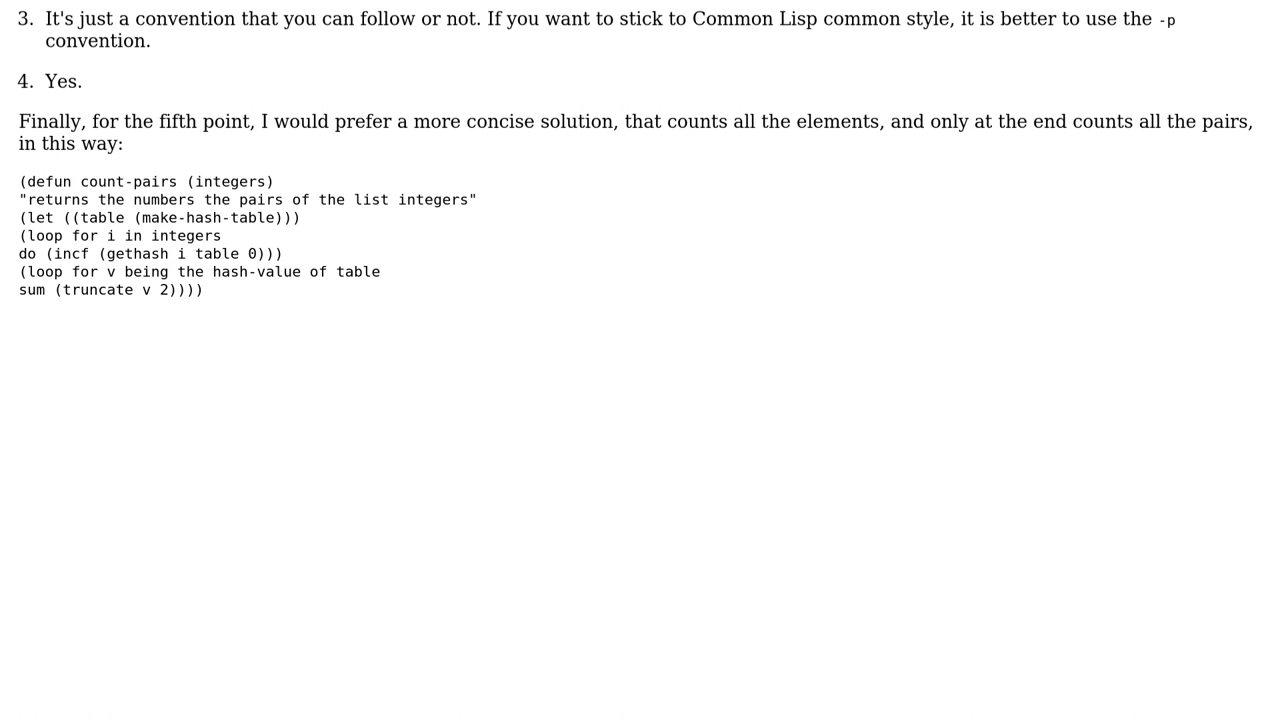 3. It's just a convention that you can follow or not. If you want to stick to Common Lisp common style, it is better to use the -p
convention.
4. Yes.
Finally, for the fifth point, I would prefer a more concise solution, that counts all the elements, and only at the end counts all the pairs,
in this way:
(defun count-pairs (integers)
"returns the numbers the pairs of the list integers"
(let ((table (make-hash-table)))
(loop for i in integers
do (incf (gethash i table 0)))
(loop for v being the hash-value of table
sum (truncate v 2))))